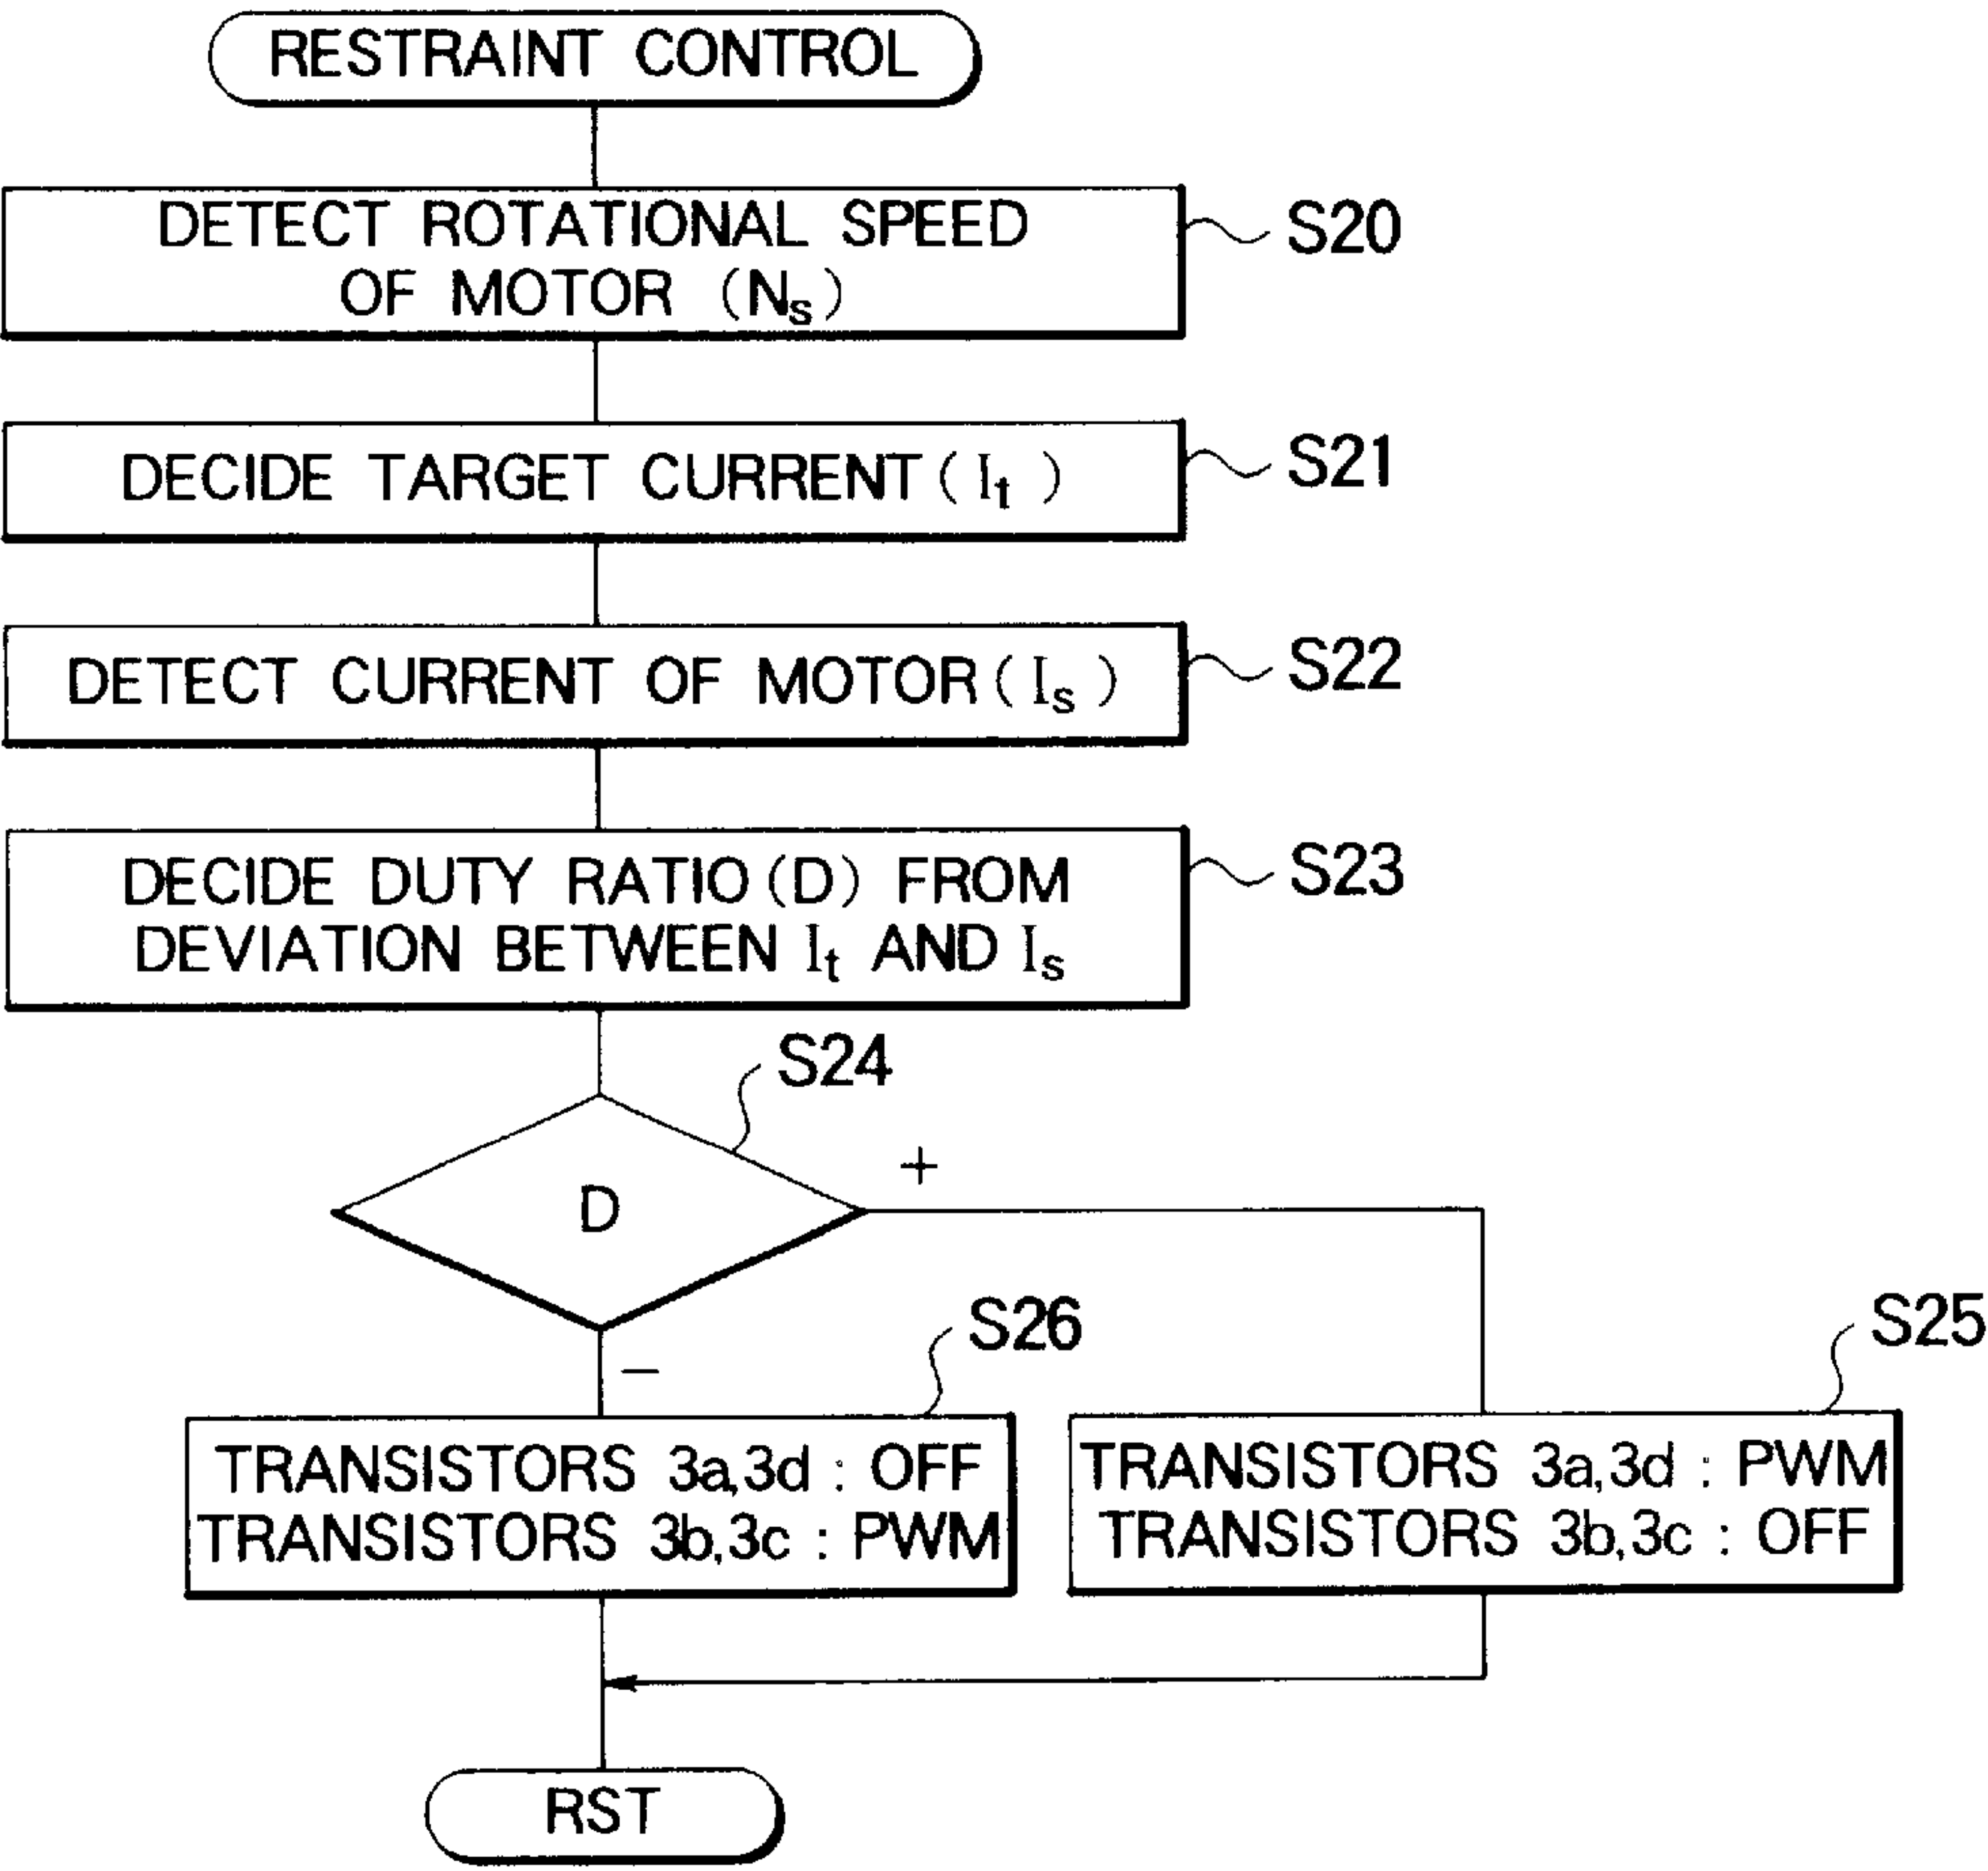 RESTRAINT CONTROL
DETECT ROTATIONAL SPEED
OF MOTOR (Ns)
S20
DECIDE TARGET CURRENT (It)
S21
DETECT CURRENT OF MOTOR (Is)
S22
DECIDE DUTY RATIO (D) FROM
DEVIATION BETWEEN It AND Is
S23
S24
D
+
−
S26
TRANSISTORS 3a,3d : OFF
TRANSISTORS 3b,3c : PWM
S25
TRANSISTORS 3a,3d : PWM
TRANSISTORS 3b,3c : OFF
RST